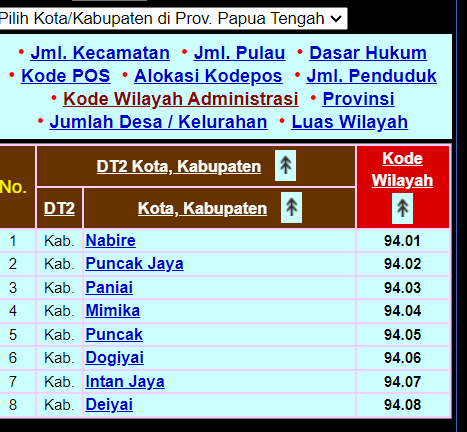 Pilih Kota/Kabupaten di Prov. Papua Tengah
• Jml. Kecamatan • Jml. Pulau • Dasar Hukum
• Kode POS • Alokasi Kodepos • Jml. Penduduk
• Kode Wilayah Administrasi • Provinsi
• Jumlah Desa / Kelurahan • Luas Wilayah
No. DT2 Kota, Kabupaten Kode Wilayah
DT2 Kota, Kabupaten
1 Kab. Nabire 94.01
2 Kab. Puncak Jaya 94.02
3 Kab. Paniai 94.03
4 Kab. Mimika 94.04
5 Kab. Puncak 94.05
6 Kab. Dogiyai 94.06
7 Kab. Intan Jaya 94.07
8 Kab. Deiyai 94.08